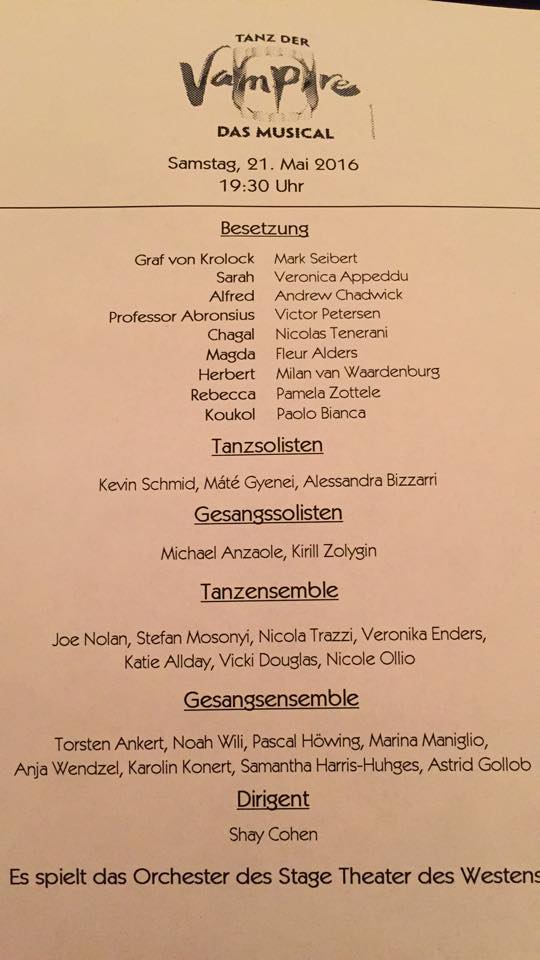 TANZ DER
Vampire
DAS MUSICAL
Samstag, 21. Mai 2016
19:30 Uhr
Besetzung
Graf von Krolock Mark Seibert
Sarah Veronica Appeddu
Alfred Andrew Chadwick
Professor Abronsius Victor Petersen
Chagal Nicolas Tenerani
Magda Fleur Alders
Herbert Milan van Waardenburg
Rebecca Pamela Zottele
Koukol Paolo Bianca
Tanzsolisten
Kevin Schmid, Máté Gyenei, Alessandra Bizzarri
Gesangssolisten
Michael Anzaole, Kirill Zolygin
Tanzensemble
Joe Nolan, Stefan Mosonyi, Nicola Trazzi, Veronika Enders,
Katie Allday, Vicki Douglas, Nicole Ollio
Gesangsensemble
Torsten Ankert, Noah Wili, Pascal Höwing, Marina Maniglio,
Anja Wendzel, Karolin Konert, Samantha Harris-Huhges, Astrid Gollob
Dirigent
Shay Cohen
Es spielt das Orchester des Stage Theater des Westens